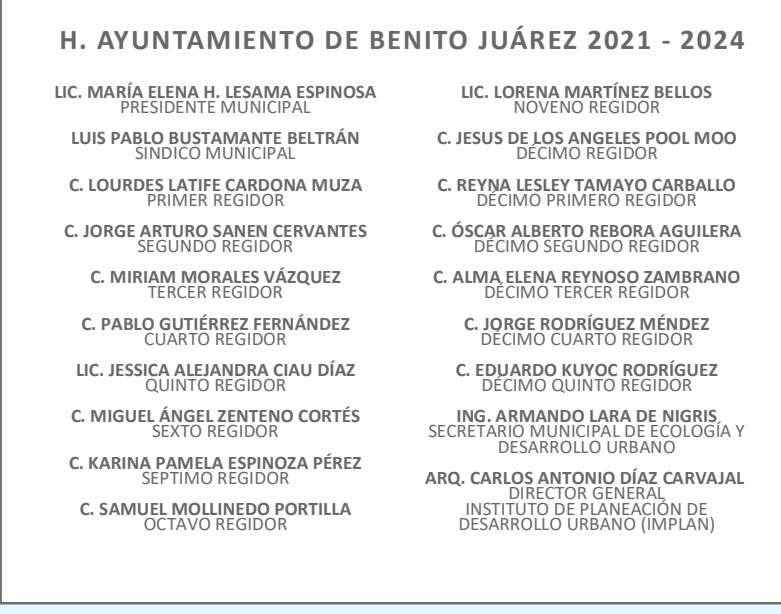 H. AYUNTAMIENTO DE BENITO JUÁREZ 2021 - 2024
LIC. MARÍA ELENA H. LESAMA ESPINOSA
PRESIDENTE MUNICIPAL
LUIS PABLO BUSTAMANTE BELTRÁN
SINDICO MUNICIPAL
C. LOURDES LATIFE CARDONA MUZA
PRIMER REGIDOR
C. JORGE ARTURO SANEN CERVANTES
SEGUNDO REGIDOR
C. MIRIAM MORALES VÁZQUEZ
TERCER REGIDOR
C. PABLO GUTIÉRREZ FERNÁNDEZ
CUARTO REGIDOR
LIC. JESSICA ALEJANDRA CIAU DÍAZ
QUINTO REGIDOR
C. MIGUEL ÁNGEL ZENTENO CORTÉS
SEXTO REGIDOR
C. KARINA PAMELA ESPINOZA PÉREZ
SEPTIMO REGIDOR
C. SAMUEL MOLLINEDO PORTILLA
OCTAVO REGIDOR
LIC. LORENA MARTÍNEZ BELLOS
NOVENO REGIDOR
C. JESUS DE LOS ANGELES POOL MOO
DÉCIMO REGIDOR
C. REYNA LESLEY TAMAYO CARBALLO
DÉCIMO PRIMERO REGIDOR
C. ÓSCAR ALBERTO REBORA AGUILERA
DÉCIMO SEGUNDO REGIDOR
C. ALMA ELENA REYNOSO ZAMBRANO
DÉCIMO TERCER REGIDOR
C. JORGE RODRÍGUEZ MÉNDEZ
DÉCIMO CUARTO REGIDOR
C. EDUARDO KUYOC RODRÍGUEZ
DÉCIMO QUINTO REGIDOR
ING. ARMANDO LARA DE NIGRIS
SECRETARIO MUNICIPAL DE ECOLOGÍA Y
DESARROLLO URBANO
ARQ. CARLOS ANTONIO DÍAZ CARVAJAL
DIRECTOR GENERAL
INSTITUTO DE PLANEACIÓN DE
DESARROLLO URBANO (IMPLAN)